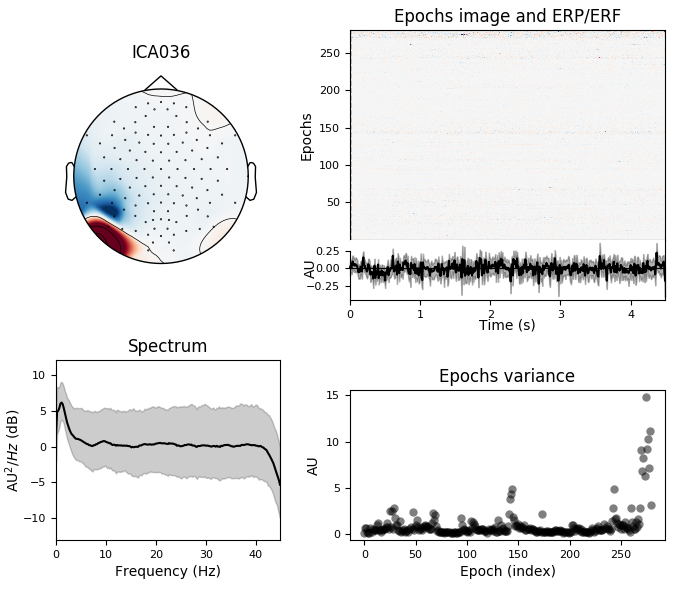 ICA036
Epochs image and ERP/ERF
Epochs
250
200
150
100
50
AU
0.25
0.00
−0.25
0 1 2 3 4
Time (s)
Spectrum
AU²/Hz (dB)
10
5
0
−5
−10
0 10 20 30 40
Frequency (Hz)
Epochs variance
AU
15
10
5
0
0 50 100 150 200 250
Epoch (index)